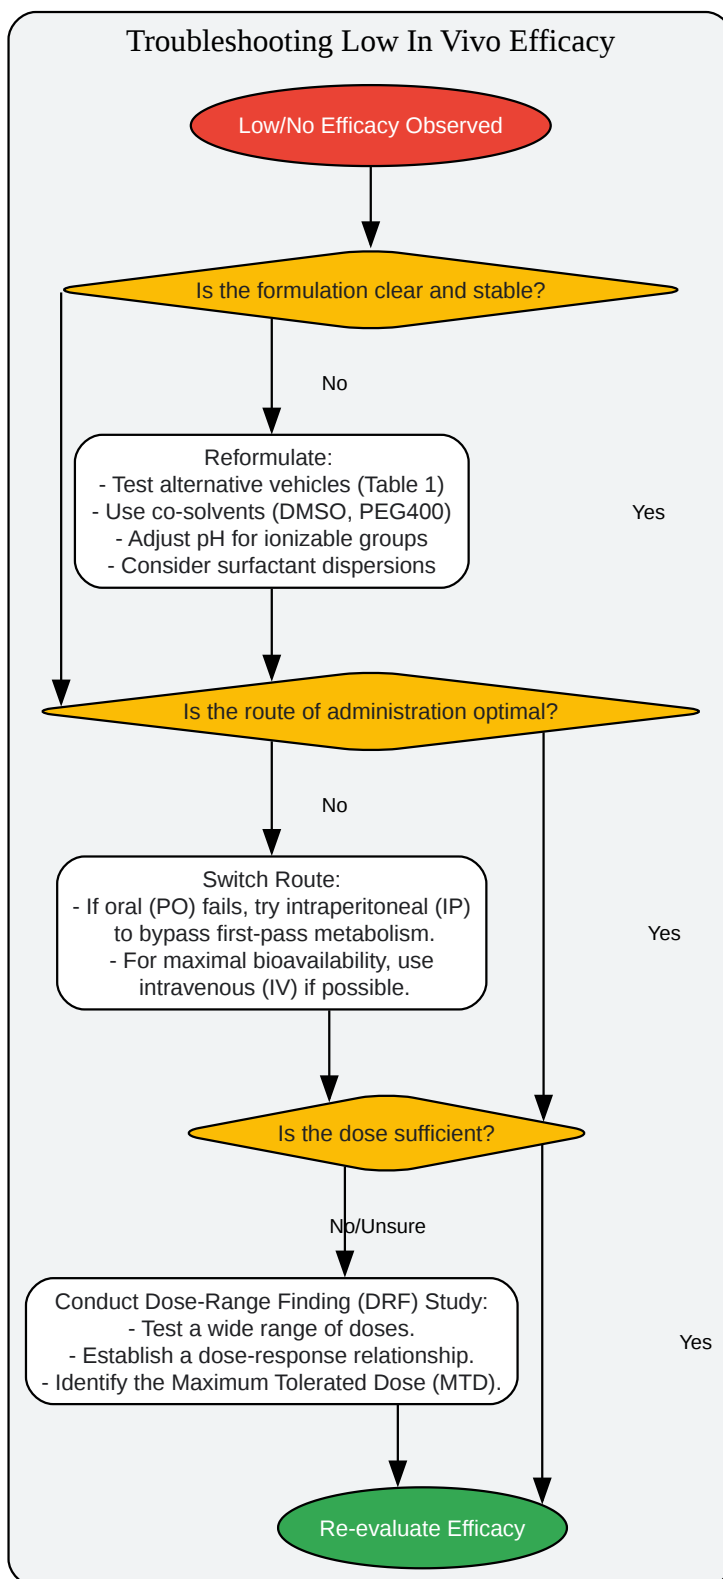 Troubleshooting Low In Vivo Efficacy
Low/No Efficacy Observed
Is the formulation clear and stable?
No
Reformulate:
- Test alternative vehicles (Table 1)
- Use co-solvents (DMSO, PEG400)
- Adjust pH for ionizable groups
- Consider surfactant dispersions
Yes
Is the route of administration optimal?
No
Switch Route:
- If oral (PO) fails, try intraperitoneal (IP)
to bypass first-pass metabolism.
- For maximal bioavailability, use
intravenous (IV) if possible.
Yes
Is the dose sufficient?
No/Unsure
Conduct Dose-Range Finding (DRF) Study:
- Test a wide range of doses.
- Establish a dose-response relationship.
- Identify the Maximum Tolerated Dose (MTD).
Yes
Re-evaluate Efficacy